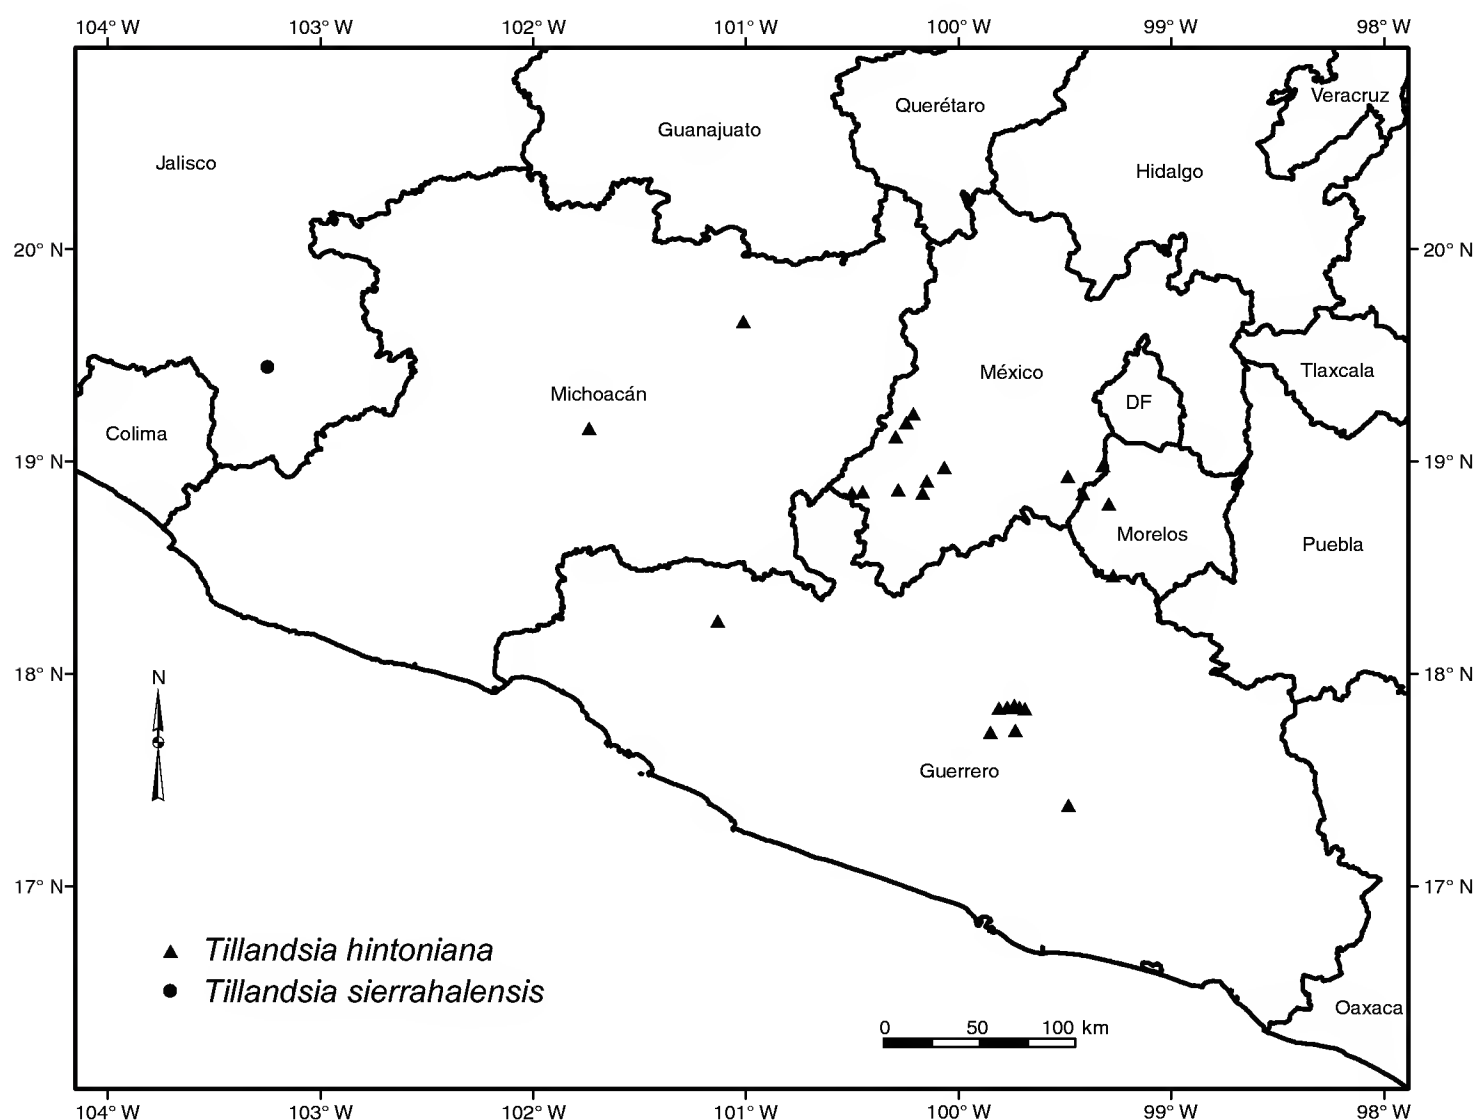 104° W 103° W 102° W 101° W 100° W 99° W 98° W
Veracruz
Querétaro
Guanajuato
Jalisco
Hidalgo
20° N 20° N
Tlaxcala
México
Michoacán
DF
Colima
19° N 19° N
Morelos
Puebla
18° N 18° N
N
Guerrero
17° N 17° N
Tillandsia hintoniana
Tillandsia sierrahalensis
Oaxaca
0 50 100 km
104° W 103° W 102° W 101° W 100° W 99° W 98° W